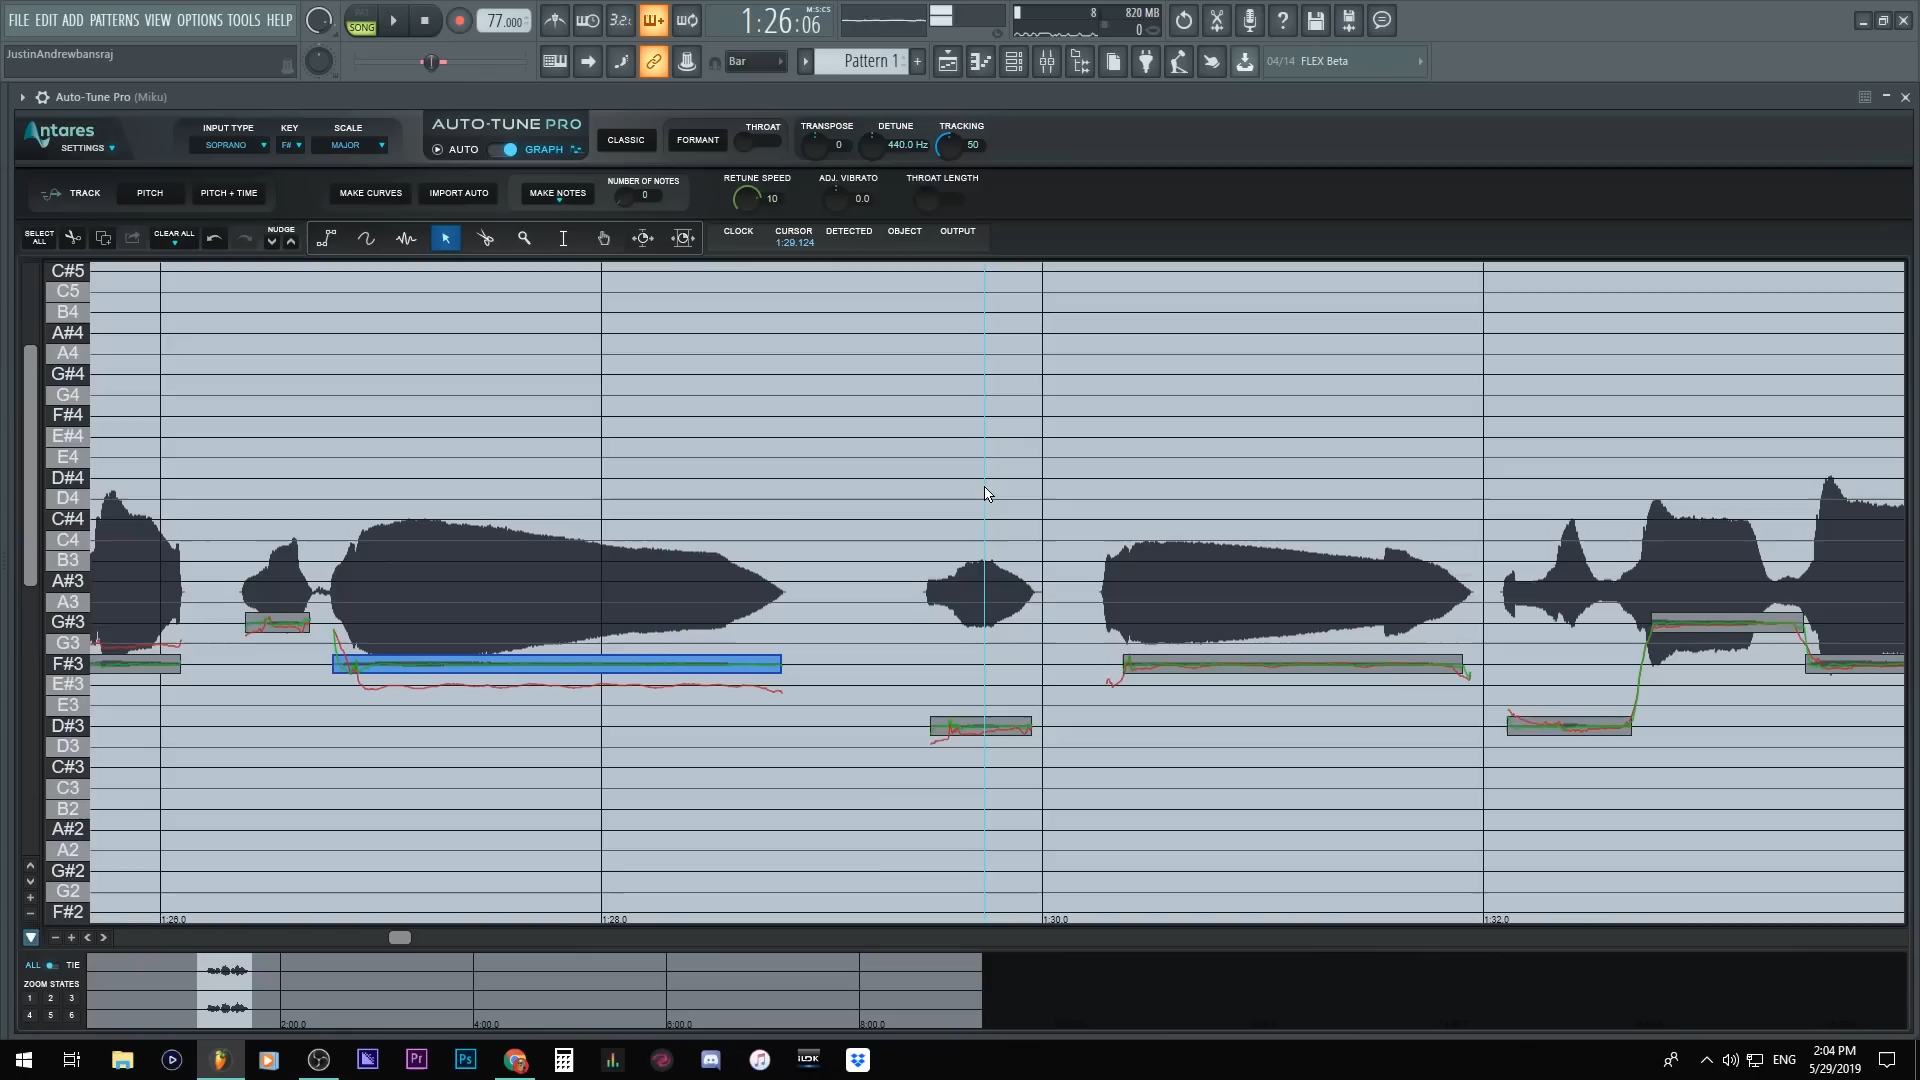 FILE EDIT ADD PATTERNS VIEW OPTIONS TOOLS HELP
SONG
77.000
3.2.
1:26:06
M:S:CS
8
820 MB
0
JustinAndrewbansraj
Bar
Pattern 1
04/14 FLEX Beta
Auto-Tune Pro (Miku)
Antares
SETTINGS
INPUT TYPE
SOPRANO
KEY
F#
SCALE
MAJOR
AUTO-TUNE PRO
AUTO
GRAPH
CLASSIC
FORMANT
THROAT
TRANSPOSE
0
DETUNE
440.0 Hz
TRACKING
50
TRACK
PITCH
PITCH + TIME
MAKE CURVES
IMPORT AUTO
MAKE NOTES
NUMBER OF NOTES
0
RETUNE SPEED
10
ADJ. VIBRATO
0.0
THROAT LENGTH
SELECT ALL
CLEAR ALL
NUDGE
CLOCK
CURSOR
1:29.124
DETECTED
OBJECT
OUTPUT
C#5
C5
B4
A#4
A4
G#4
G4
F#4
E#4
E4
D#4
D4
C#4
C4
B3
A#3
A3
G#3
G3
F#3
E#3
E3
D#3
D3
C#3
C3
B2
A#2
A2
G#2
G2
F#2
1:26.0
1:28.0
1:30.0
1:32.0
ALL
TIE
ZOOM STATES
1 2 3
4 5 6
2:00.0
4:00.0
6:00.0
8:00.0
Pr
Ps
iLOK
ENG
2:04 PM
5/29/2019